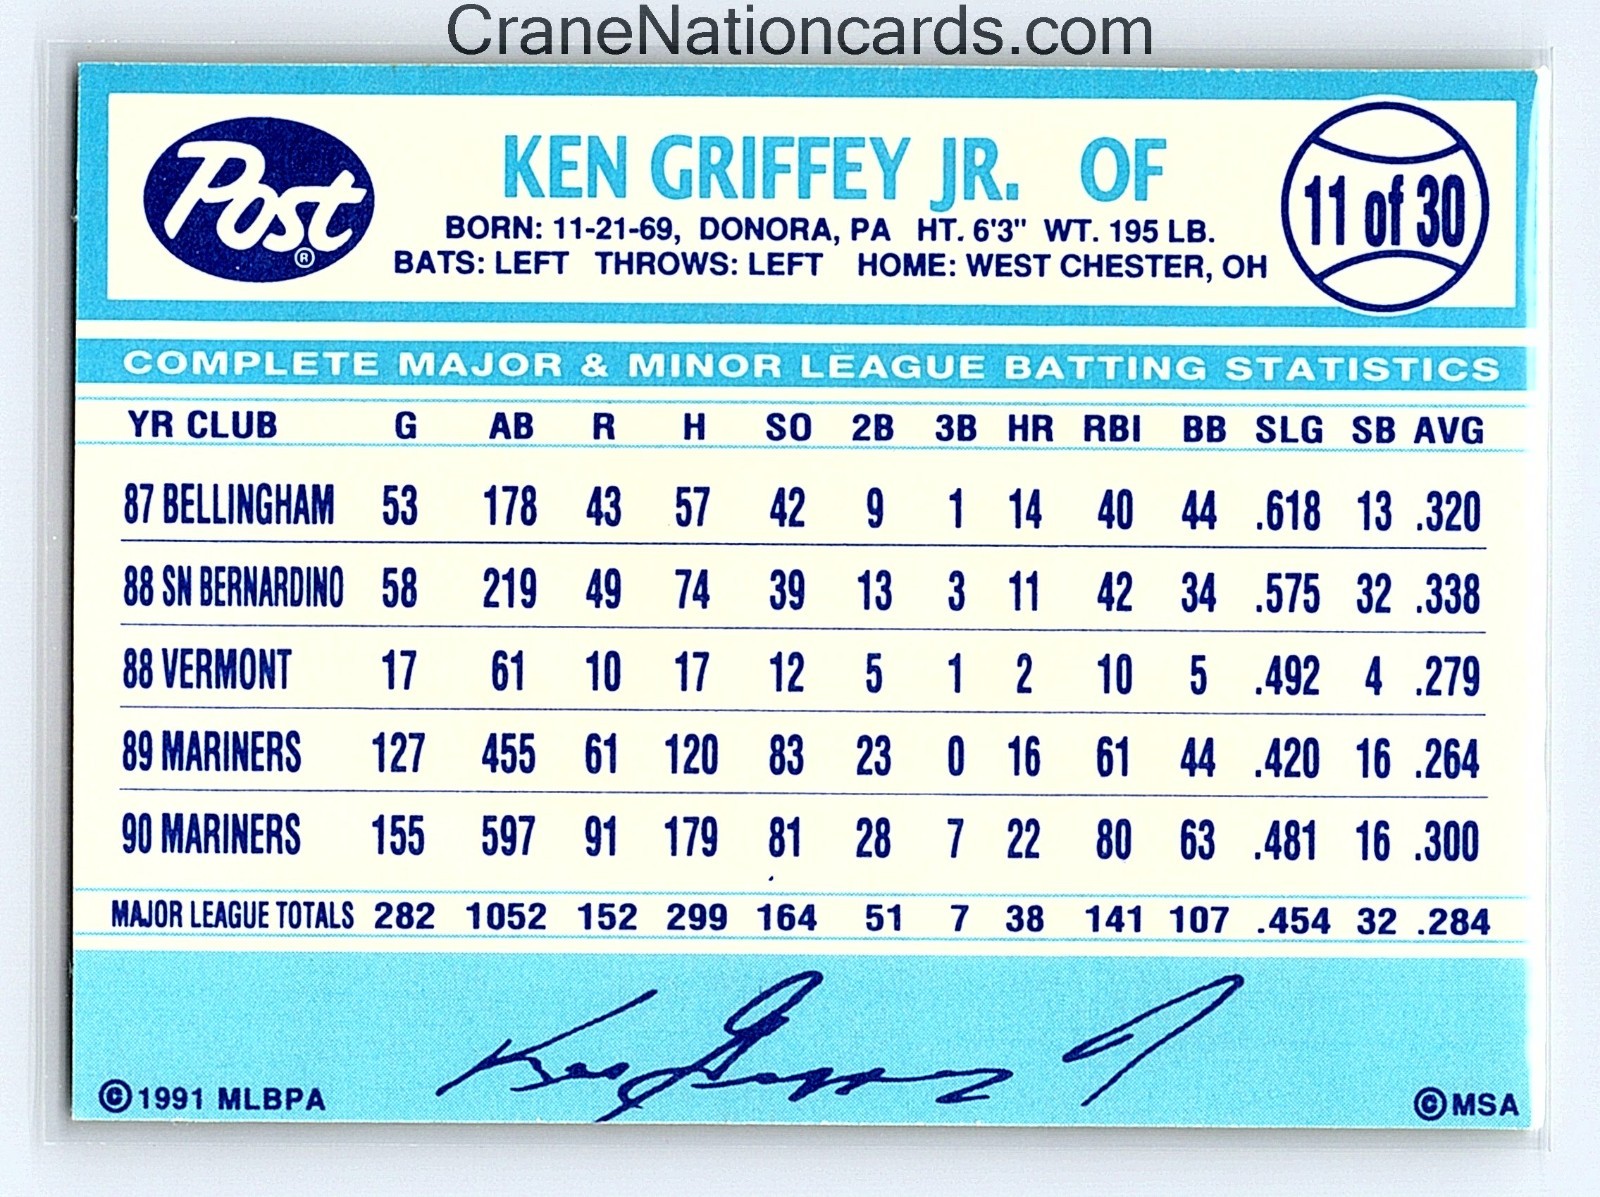 CraneNationcards.com
Post ®
KEN GRIFFEY JR. OF
11 of 30
BORN: 11-21-69, DONORA, PA HT. 6'3" WT. 195 LB.
BATS: LEFT THROWS: LEFT HOME: WEST CHESTER, OH
COMPLETE MAJOR & MINOR LEAGUE BATTING STATISTICS
YR CLUB G AB R H SO 2B 3B HR RBI BB SLG SB AVG
87 BELLINGHAM 53 178 43 57 42 9 1 14 40 44 .618 13 .320
88 SN BERNARDINO 58 219 49 74 39 13 3 11 42 34 .575 32 .338
88 VERMONT 17 61 10 17 12 5 1 2 10 5 .492 4 .279
89 MARINERS 127 455 61 120 83 23 0 16 61 44 .420 16 .264
90 MARINERS 155 597 91 179 81 28 7 22 80 63 .481 16 .300
MAJOR LEAGUE TOTALS 282 1052 152 299 164 51 7 38 141 107 .454 32 .284
Ken Griffey J
© 1991 MLBPA
© MSA